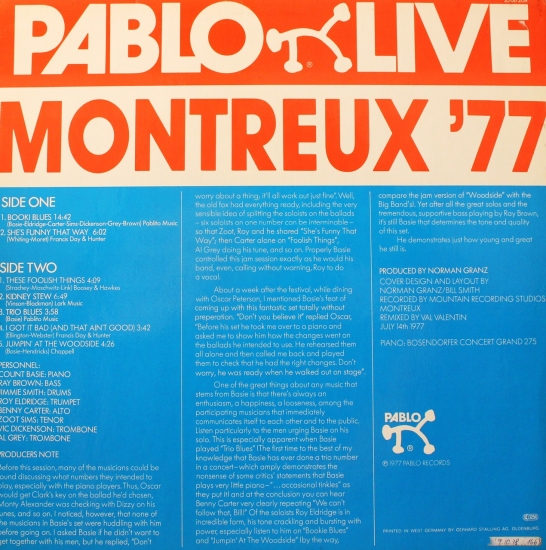 PABLO LIVE
®
MONTREUX '77
SIDE ONE
1. BOOKI BLUES 14:42
(Basie-Eldridge-Carter-Sims-Dickenson-Grey-Brown) Pablito Music
2. SHE'S FUNNY THAT WAY 6:02
(Whiting-Moret) Francis Day & Hunter
SIDE TWO
1. THESE FOOLISH THINGS 4:09
(Strachey-Maschwitz-Link) Boosey & Hawkes
2. KIDNEY STEW 6:49
(Vinson-Blackman) Lark Music
3. TRIO BLUES 3:58
(Basie) Pablito Music
4. I GOT IT BAD (AND THAT AIN'T GOOD) 3:42
(Ellington-Webster) Francis Day & Hunter
5. JUMPIN' AT THE WOODSIDE 4:26
(Basie-Hendricks) Chappell
PERSONNEL:
COUNT BASIE: PIANO
RAY BROWN: BASS
JIMMIE SMITH: DRUMS
ROY ELDRIDGE: TRUMPET
BENNY CARTER: ALTO
ZOOT SIMS: TENOR
VIC DICKENSON: TROMBONE
AL GREY: TROMBONE
PRODUCERS NOTE
Before this session, many of the musicians could be
found discussing what numbers they intended to
play, especially with the piano players. Thus, Oscar
would get Clark's key on the ballad he'd chosen,
Monty Alexander was checking with Dizzy on his
tunes, and so on. I noticed, however, that none of
the musicians in Basie's set were huddling with him
before going on. I asked Basie if he didn't want to
get together with his men, but he replied, "Don't
worry about a thing; it'll all work out just fine". Well,
the old fox had everything ready, including the very
sensible idea of splitting the soloists on the ballads
– six soloists on one number can be interminable –
so that Zoot, Roy and he shared "She's Funny That
Way"; then Carter alone on "Foolish Things",
Al Grey doing his tune, and so on. Properly Basie
controlled this jam session exactly as he would his
band, even, calling without warning, Roy to do
a vocal.
About a week after the festival, while dining
with Oscar Peterson, I mentioned Basie's feat of
coming up with this fantastic set totally without
preperation. "Don't you believe it" replied Oscar,
"Before his set he took me over to a piano and
asked me to show him how the changes went on
the ballads he intended to use. He rehearsed them
all alone and then called me back and played
them to check that he had the right changes. Don't
worry, he was ready when he walked out on stage".
One of the great things about any music that
stems from Basie is that there's always an
enthusiasm, a happiness, a looseness, among the
participating musicians that immediately
communicates itself to each other and to the public.
Listen particularly to the men urging Basie on his
solo. This is especially apparent when Basie
played "Trio Blues" (The first time to the best of my
knowledge that Basie has ever done a trio number
in a concert – which amply demonstrates the
nonsense of some critics' statements that Basie
plays very little piano – "... occasional tinkles" as
they put it!) and at the conclusion you can hear
Benny Carter very clearly repeating "We can't
follow that, Bill!" Of the soloists Roy Eldridge is in
incredible form, his tone crackling and bursting with
power, especially listen to him on "Bookie Blues"
and "Jumpin' At The Woodside" (by the way,
compare the jam version of "Woodside" with the
Big Band's). Yet after all the great solos and the
tremendous, supportive bass playing by Ray Brown,
it's still Basie that determines the tone and quality
of this set.
He demonstrates just how young and great
he still is.
PRODUCED BY NORMAN GRANZ
COVER DESIGN AND LAYOUT BY
NORMAN GRANZ/BILL SMITH
RECORDED BY MOUNTAIN RECORDING STUDIOS
MONTREUX
REMIXED BY VAL VALENTIN
JULY 14th 1977
PIANO: BOSENDORFER CONCERT GRAND 275
PABLO
®
℗ 1977 PABLO RECORDS
PRINTED IN WEST GERMANY BY GERHARD STALLING AG, OLDENBURG